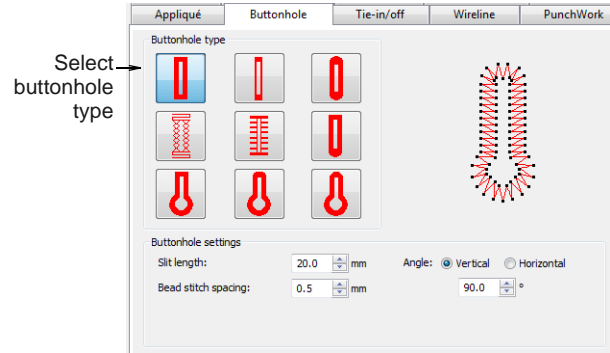 Appliqué Buttonhole Tie-in/off Wireline PunchWork
Buttonhole type
Select
buttonhole
type
Buttonhole settings
Slit length: 20.0 mm Angle: Vertical Horizontal
Bead stitch spacing: 0.5 mm 90.0 °